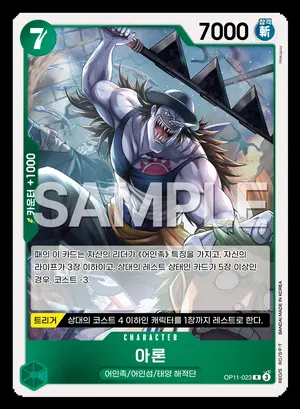 7
7000
참격
斬
카운터 +1000
SAMPLE
패의 이 카드는 자신의 리더가 《어인족》 특징을 가지고, 자신의
라이프가 3장 이하이고, 상대의 레스트 상태인 카드가 5장 이상인
경우, 코스트 -3.
트리거 상대의 코스트 4 이하인 캐릭터를 1장까지 레스트로 한다.
CHARACTER
아론
어인족/어인섬/태양 해적단
OP11-023 R 3
BANDAI MADE IN KOREA